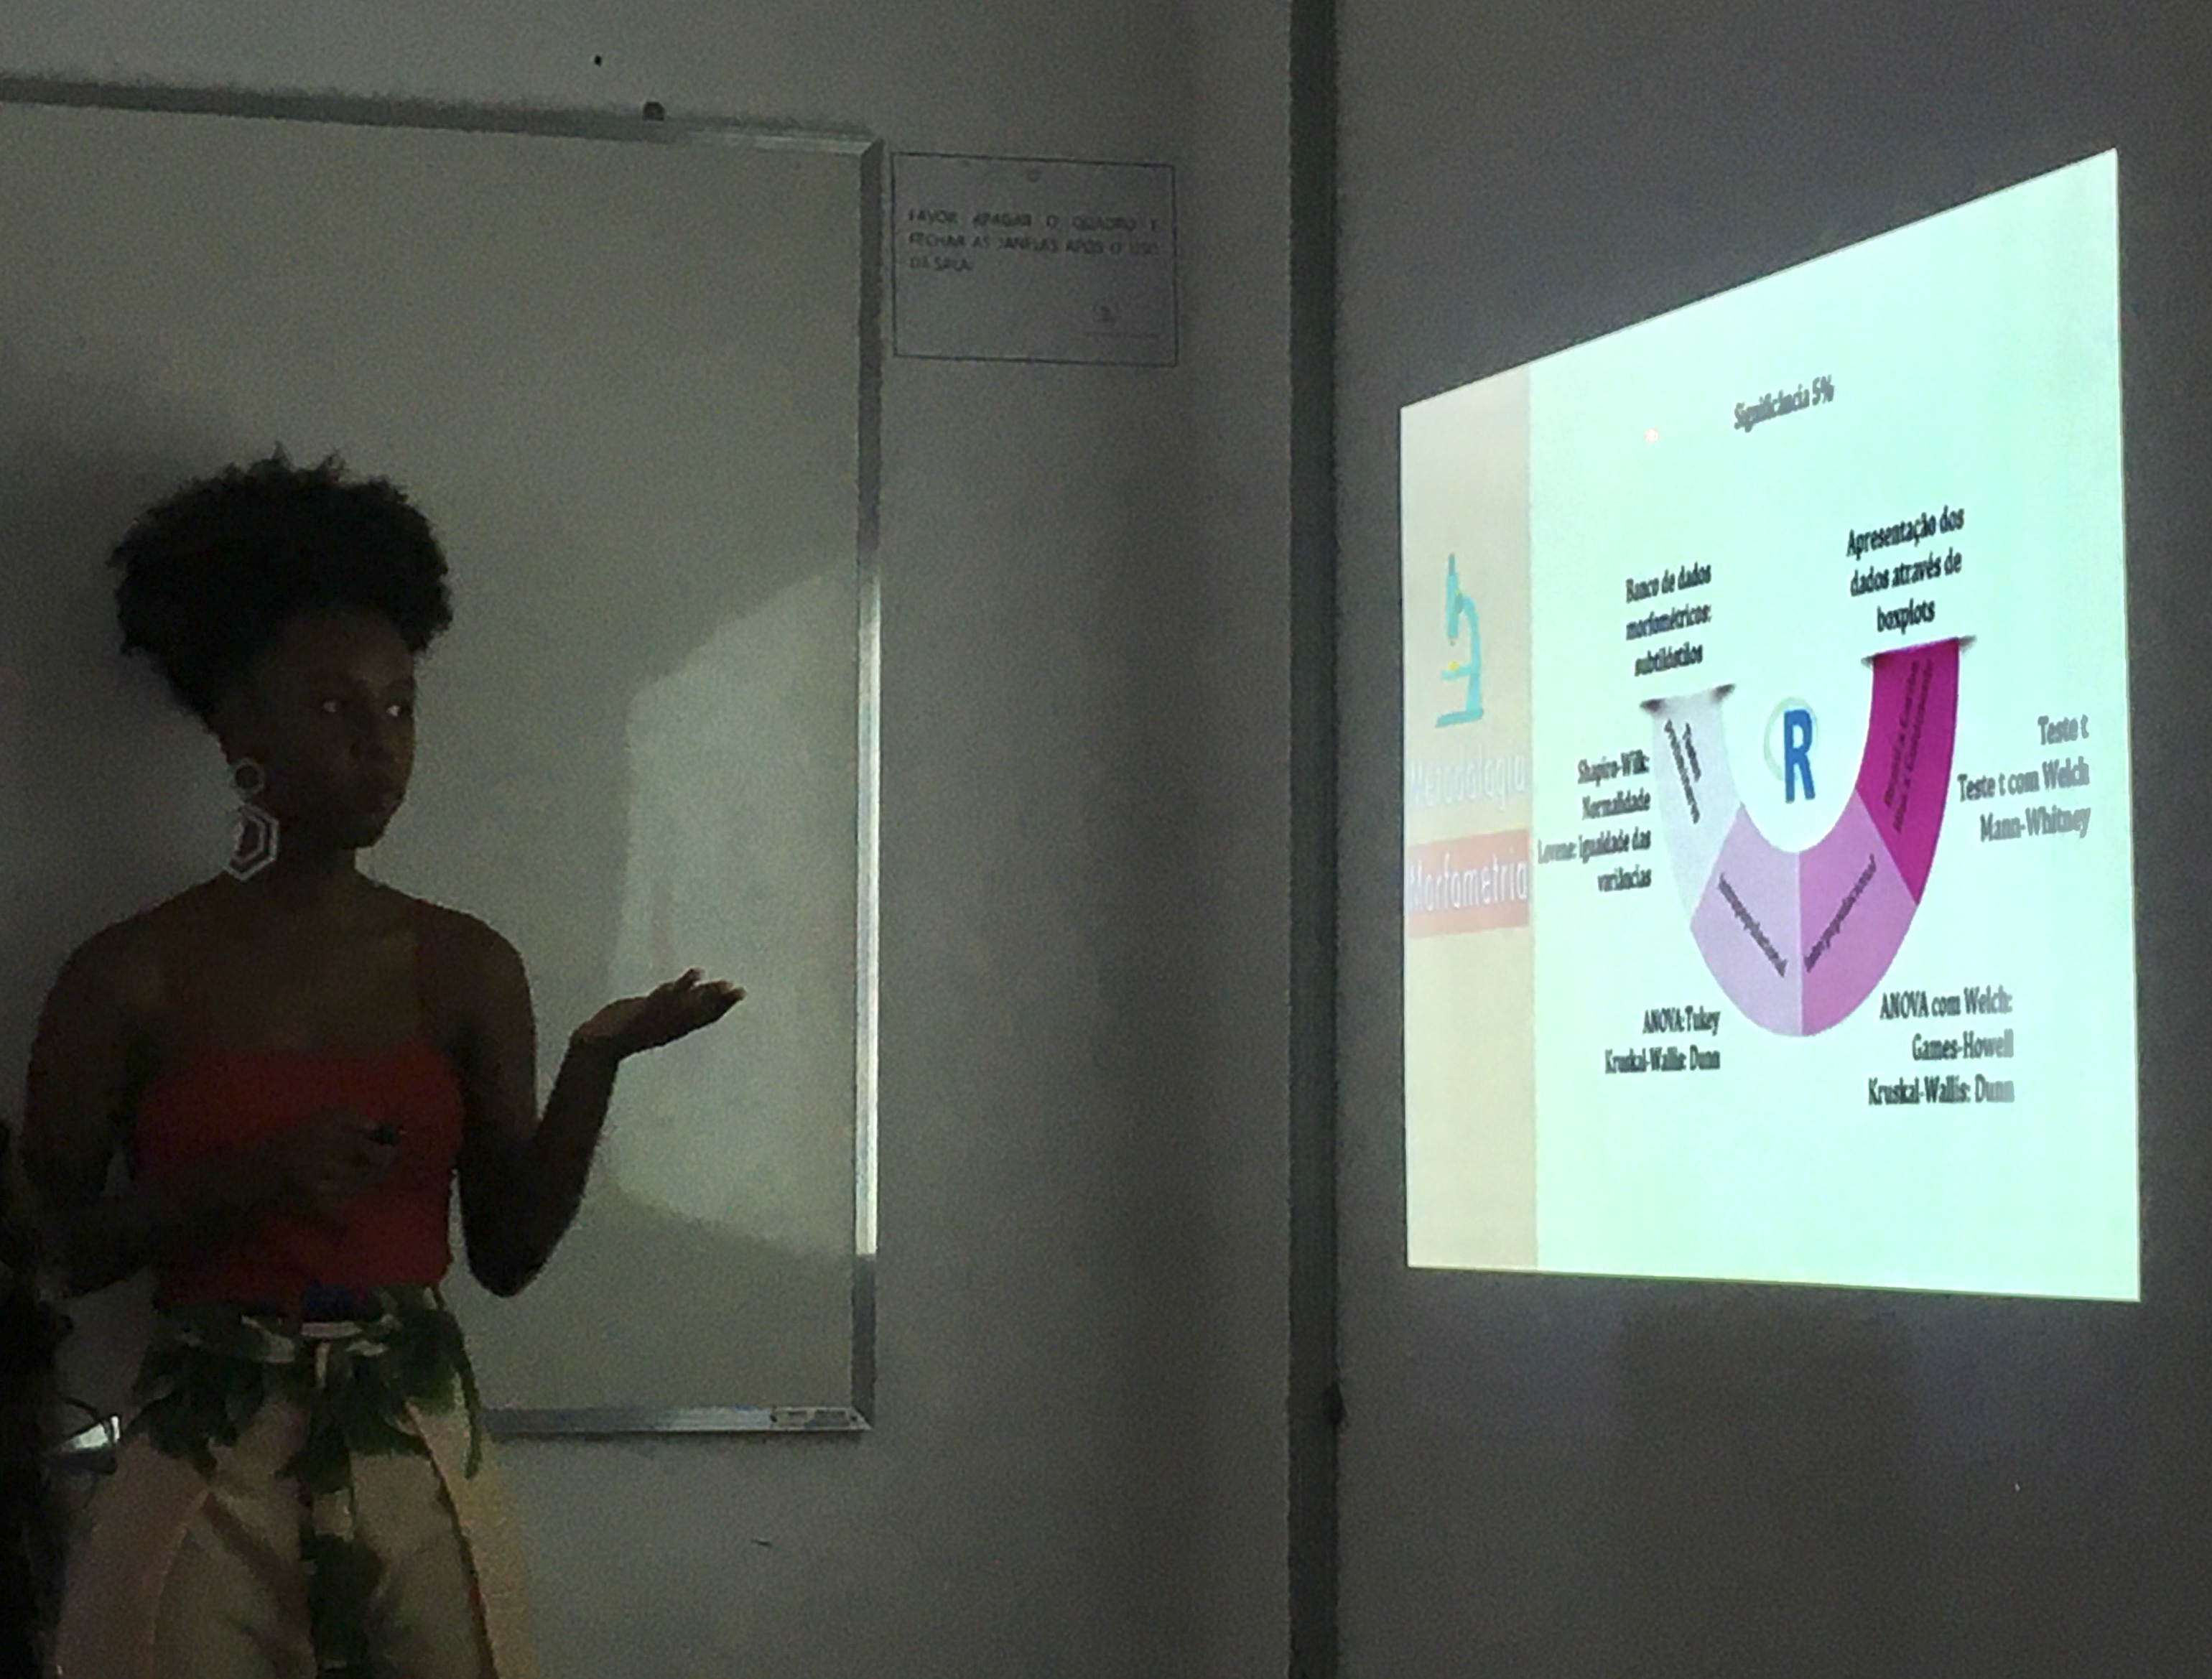 FAVOR APAGAR O QUADRO E
FECHAR AS JANELAS APÓS O USO
DA SALA.
Significância 5%
Banco de dados
morfométricos:
subtilóstilos
Apresentação dos
dados através de
boxplots
R
Metodologia
Morfometria
Shapiro-Wilk:
Normalidade
Levene: igualdade das
variâncias
Teste t
Teste t com Welch
Mann-Whitney
Interpopulacional
ANOVA:Tukey
Kruskal-Wallis: Dunn
ANOVA com Welch:
Games-Howell
Kruskal-Wallis: Dunn